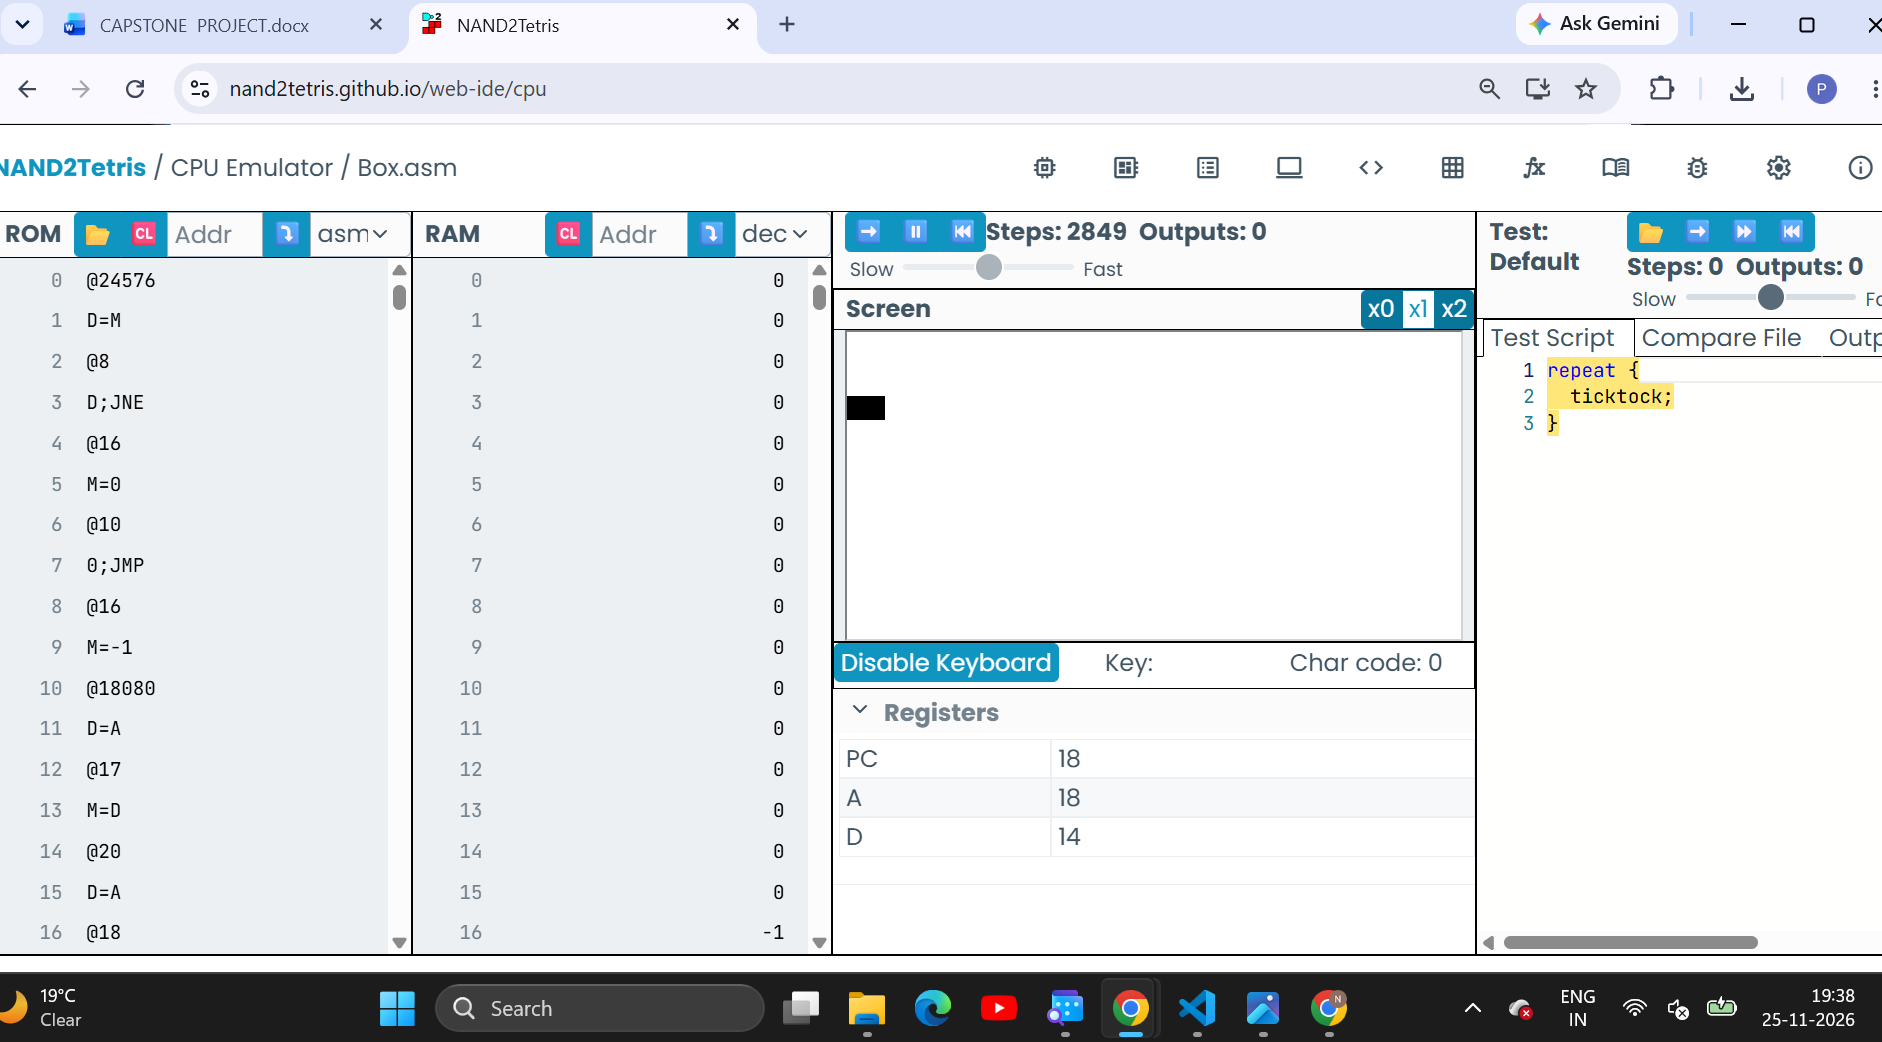 CAPSTONE PROJECT.docx
NAND2Tetris
Ask Gemini
nand2tetris.github.io/web-ide/cpu
P
NAND2Tetris / CPU Emulator / Box.asm
ROM CL Addr asm
0 @24576
1 D=M
2 @8
3 D;JNE
4 @16
5 M=0
6 @10
7 0;JMP
8 @16
9 M=-1
10 @18080
11 D=A
12 @17
13 M=D
14 @20
15 D=A
16 @18
RAM CL Addr dec
0 0
1 0
2 0
3 0
4 0
5 0
6 0
7 0
8 0
9 0
10 0
11 0
12 0
13 0
14 0
15 0
16 -1
Steps: 2849 Outputs: 0
Slow Fast
Screen x0 x1 x2
Disable Keyboard Key: Char code: 0
Registers
PC 18
A 18
D 14
Test:
Default
Steps: 0 Outputs: 0
Slow Fa
Test Script Compare File Outp
1 repeat {
2 ticktock;
3 }
19°C
Clear
Search
N
ENG
IN
19:38
25-11-2026